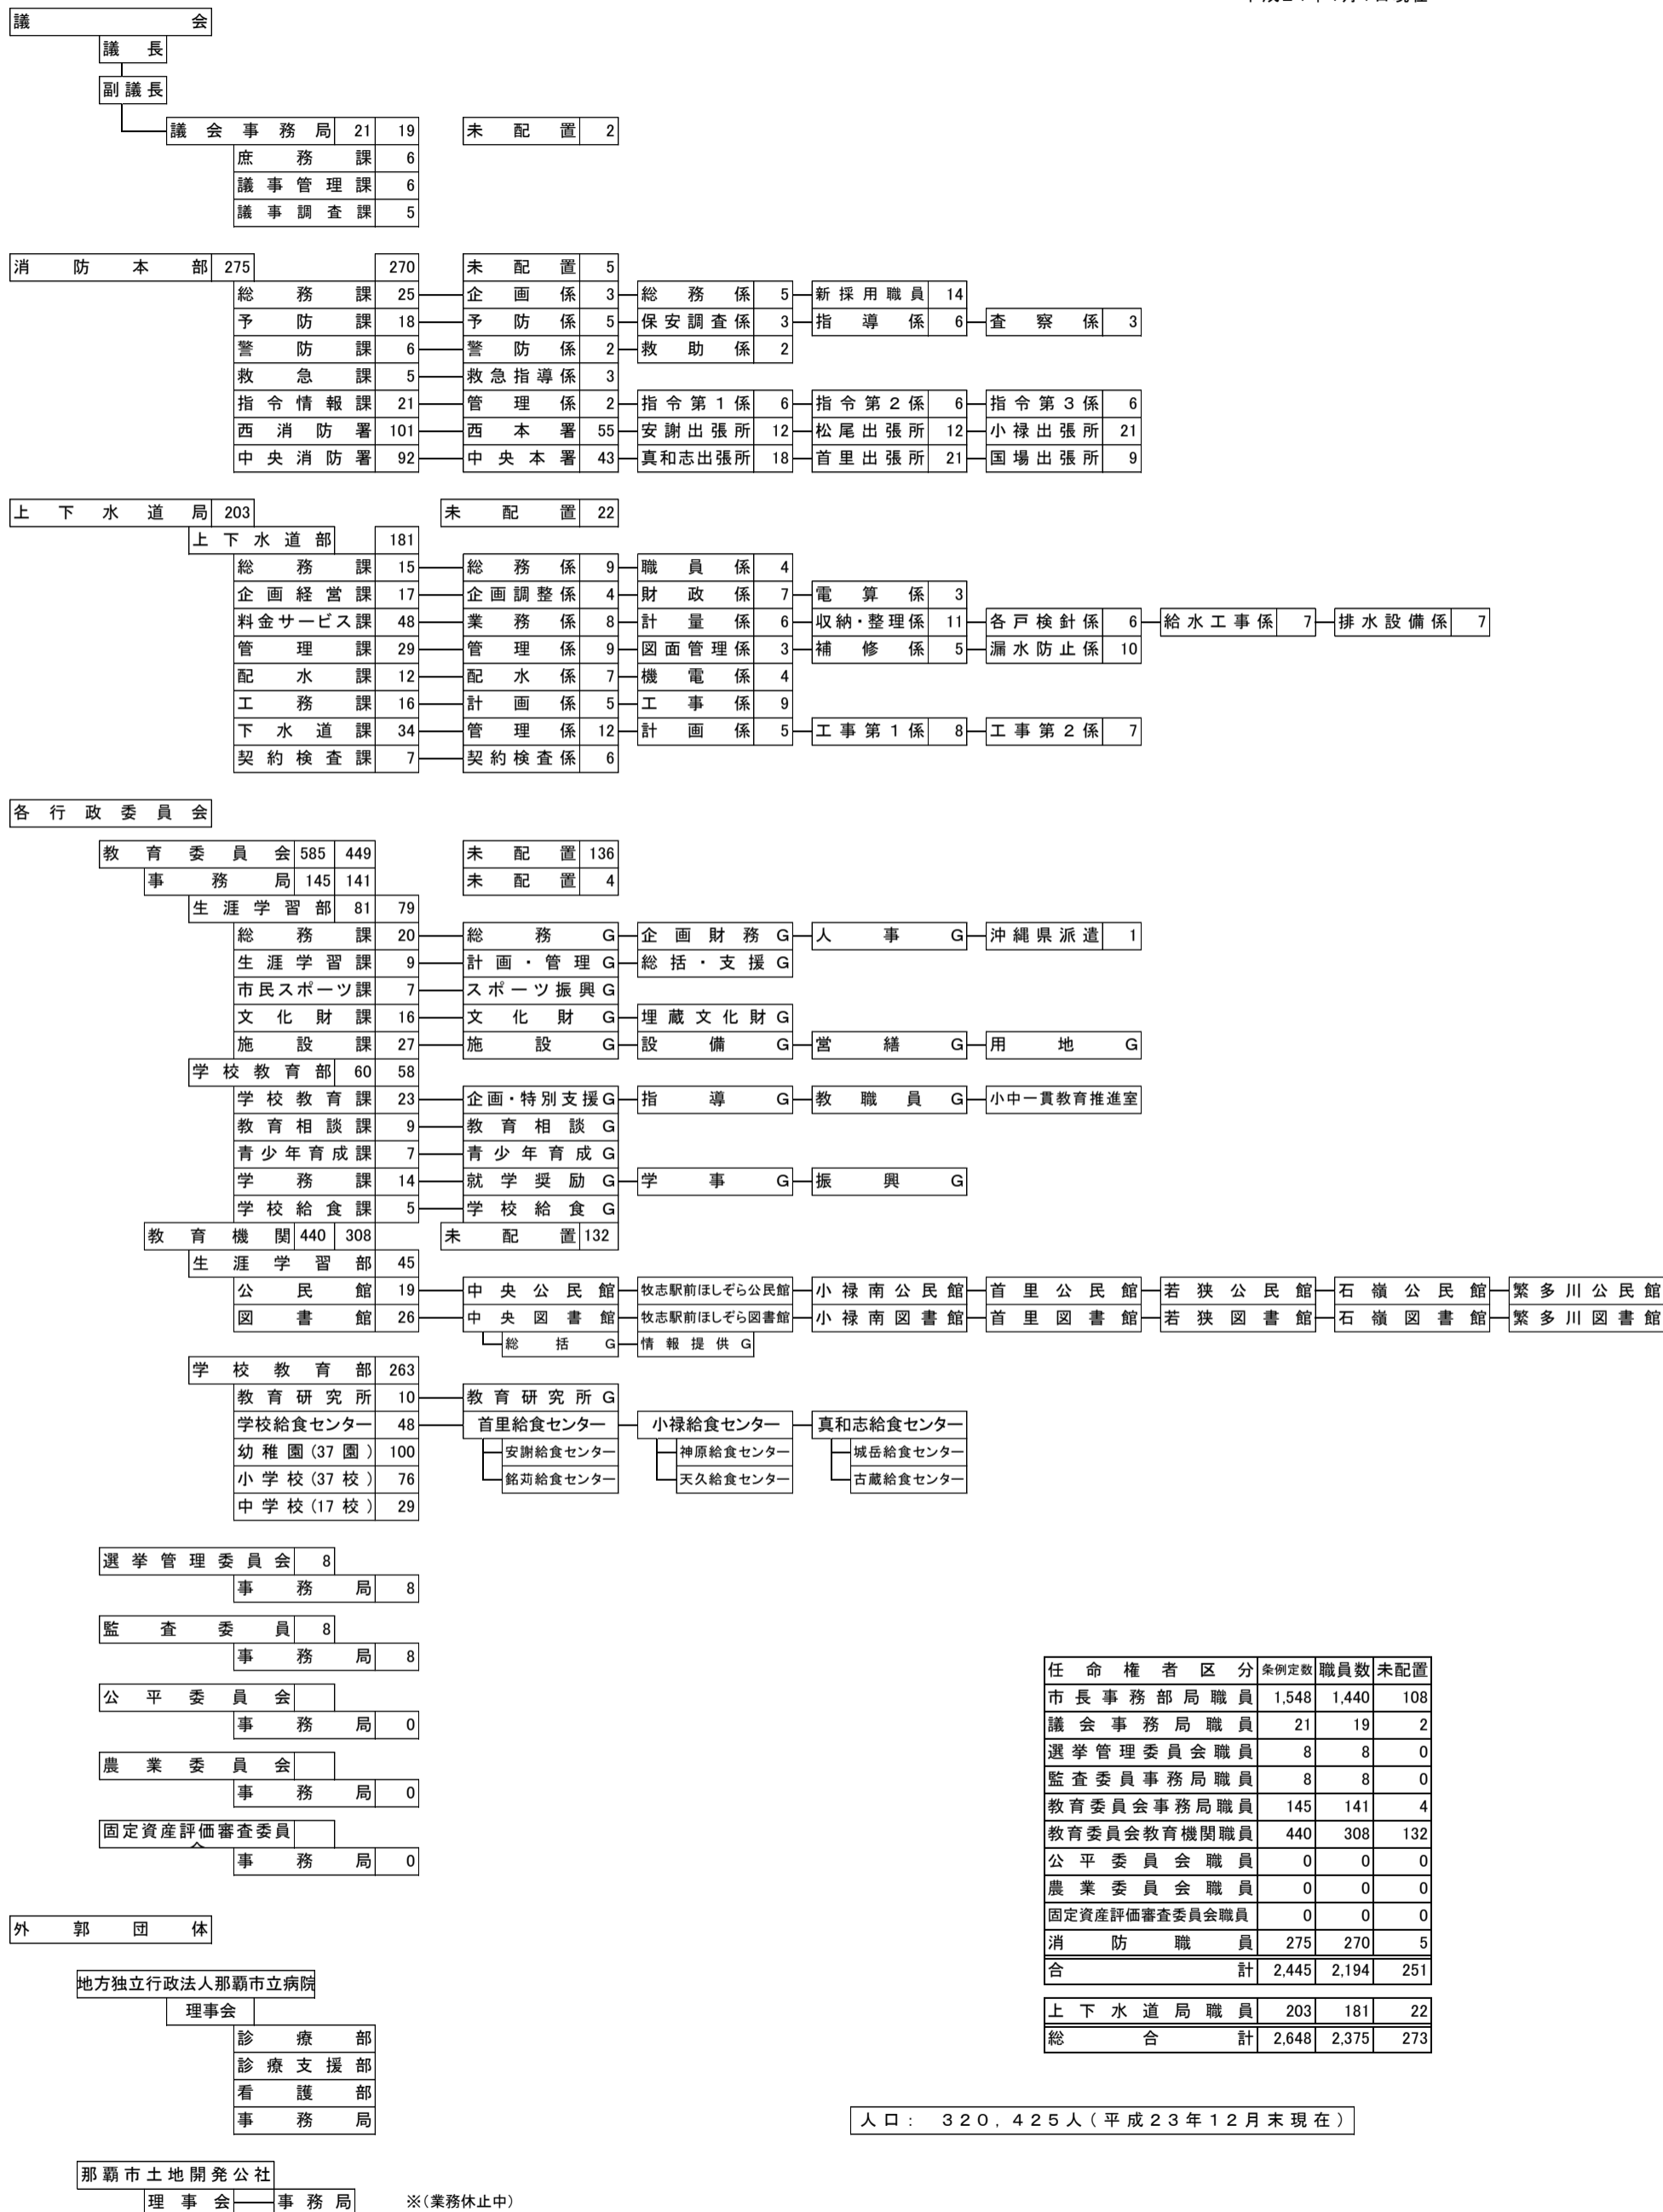 議会
議長
副議長
議会事務局 21 19 未配置 2
庶務課 6
議事管理課 6
議事調査課 5
消防本部 275 270 未配置 5
総務課 25 企画係 3 総務係 5 新採用職員 14
予防課 18 予防係 5 保安調査係 3 指導係 6 査察係 3
警防課 6 警防係 2 救助係 2
救急課 5 救急指導係 3
指令情報課 21 管理係 2 指令第1係 6 指令第2係 6 指令第3係 6
西消防署 101 西本署 55 安謝出張所 12 松尾出張所 12 小禄出張所 21
中央消防署 92 中央本署 43 真和志出張所 18 首里出張所 21 国場出張所 9
上下水道局 203 未配置 22
上下水道部 181
総務課 15 総務係 9 職員係 4
企画経営課 17 企画調整係 4 財政係 7 電算係 3
料金サービス課 48 業務係 8 計量係 6 収納・整理係 11 各戸検針係 6 給水工事係 7 排水設備係 7
管理課 29 管理係 9 図面管理係 3 補修係 5 漏水防止係 10
配水課 12 配水係 7 機電係 4
工務課 16 計画係 5 工事係 9
下水道課 34 管理係 12 計画係 5 工事第1係 8 工事第2係 7
契約検査課 7 契約検査係 6
各行政委員会
教育委員会 585 449 未配置 136
事務局 145 141 未配置 4
生涯学習部 81 79
総務課 20 総務G 企画財務G 人事G 沖縄県派遣 1
生涯学習課 9 計画・管理G 総括・支援G
市民スポーツ課 7 スポーツ振興G
文化財課 16 文化財G 埋蔵文化財G
施設課 27 施設G 設備G 営繕G 用地G
学校教育部 60 58
学校教育課 23 企画・特別支援G 指導G 教職員G 小中一貫教育推進室
教育相談課 9 教育相談G
青少年育成課 7 青少年育成G
学務課 14 就学奨励G 学事G 振興G
学校給食課 5 学校給食G
教育機関 440 308 未配置 132
生涯学習部 45
公民館 19 中央公民館 牧志駅前ほしぞら公民館 小禄南公民館 首里公民館 若狭公民館 石嶺公民館 繁多川公民館
図書館 26 中央図書館 牧志駅前ほしぞら図書館 小禄南図書館 首里図書館 若狭図書館 石嶺図書館 繁多川図書館
総括G 情報提供G
学校教育部 263
教育研究所 10 教育研究所G
学校給食センター 48 首里給食センター 小禄給食センター 真和志給食センター
幼稚園(37園) 100 安謝給食センター 神原給食センター 城岳給食センター
小学校(37校) 76 銘苅給食センター 天久給食センター 古蔵給食センター
中学校(17校) 29
選挙管理委員会 8
事務局 8
監査委員 8
事務局 8
公平委員会
事務局 0
農業委員会
事務局 0
固定資産評価審査委員
事務局 0
任命権者区分 条例定数 職員数 未配置
市長事務部局職員 1,548 1,440 108
議会事務局職員 21 19 2
選挙管理委員会職員 8 8 0
監査委員事務局職員 8 8 0
教育委員会事務局職員 145 141 4
教育委員会教育機関職員 440 308 132
公平委員会職員 0 0 0
農業委員会職員 0 0 0
固定資産評価審査委員会職員 0 0 0
消防職員 275 270 5
合計 2,445 2,194 251
上下水道局職員 203 181 22
総合計 2,648 2,375 273
外郭団体
地方独立行政法人那覇市立病院
理事会
診療部
診療支援部
看護部
事務局
人口： 320,425人（平成23年12月末現在）
那覇市土地開発公社
理事会 事務局 ※（業務休止中）